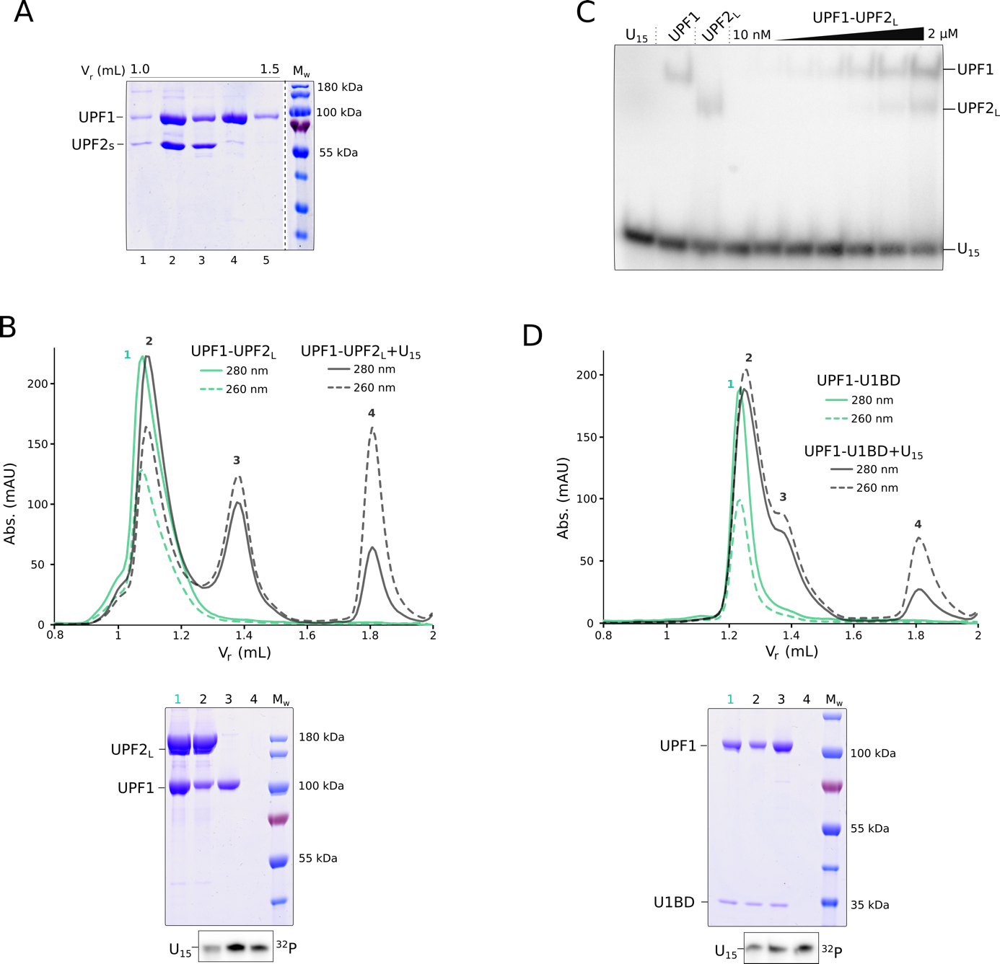 A
Vr (mL) 1.0 1.5 Mw
180 kDa
UPF1
100 kDa
UPF2s
55 kDa
1 2 3 4 5
C
U15 UPF1 UPF2L 10 nM UPF1-UPF2L 2 µM
UPF1
UPF2L
U15
B
1 2 3 4
UPF1-UPF2L
280 nm
260 nm
UPF1-UPF2L+U15
280 nm
260 nm
Abs. (mAU)
200
150
100
50
0
0.8 1 1.2 1.4 1.6 1.8 2
Vr (mL)
1 2 3 4 Mw
180 kDa
UPF2L
UPF1
100 kDa
55 kDa
U15 32P
D
1 2 3 4
UPF1-U1BD
280 nm
260 nm
UPF1-U1BD+U15
280 nm
260 nm
Abs. (mAU)
200
150
100
50
0
0.8 1 1.2 1.4 1.6 1.8 2
Vr (mL)
1 2 3 4 Mw
UPF1
100 kDa
55 kDa
U1BD
35 kDa
U15 32P